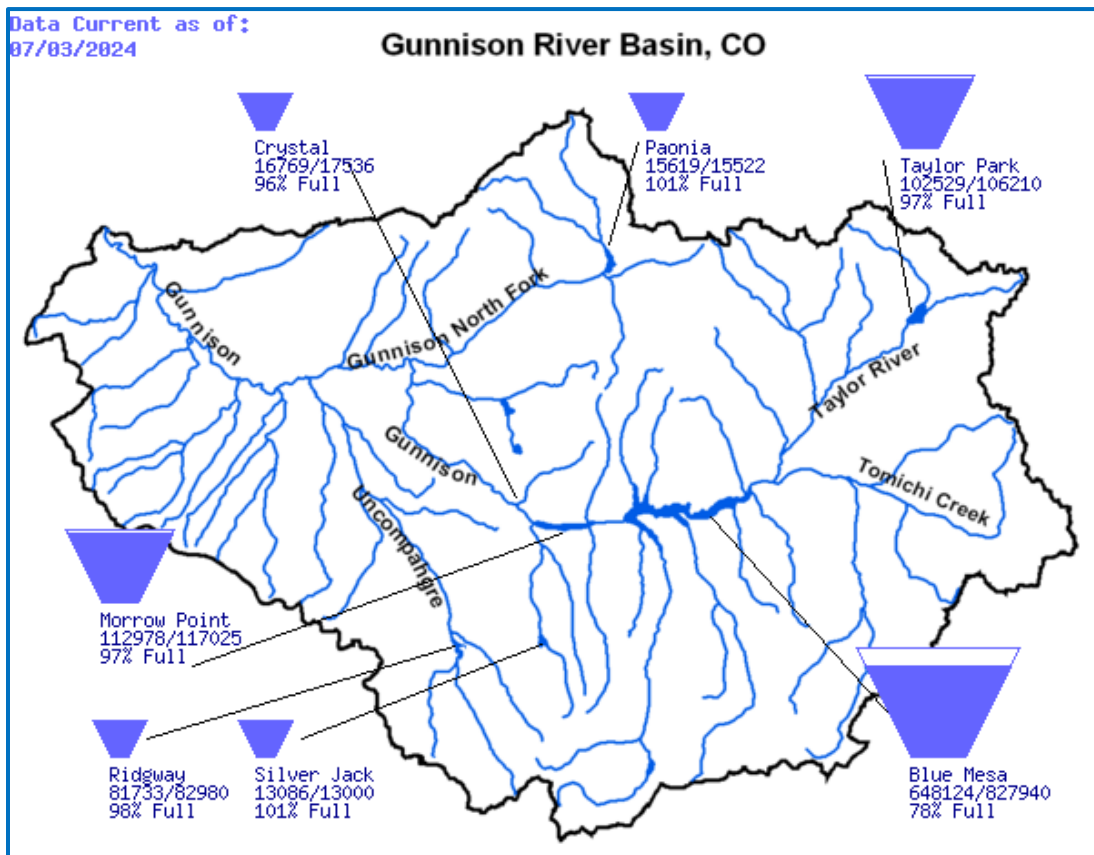 Data Current as of:
07/03/2024
Gunnison River Basin, CO
Crystal
16769/17536
96% Full
Paonia
15619/15522
101% Full
Taylor Park
102529/106210
97% Full
Gunnison
Gunnison North Fork
Taylor River
Gunnison
Tomichi Creek
Uncompahgre
Morrow Point
112978/117025
97% Full
Ridgway
81733/82980
98% Full
Silver Jack
13086/13000
101% Full
Blue Mesa
648124/827940
78% Full